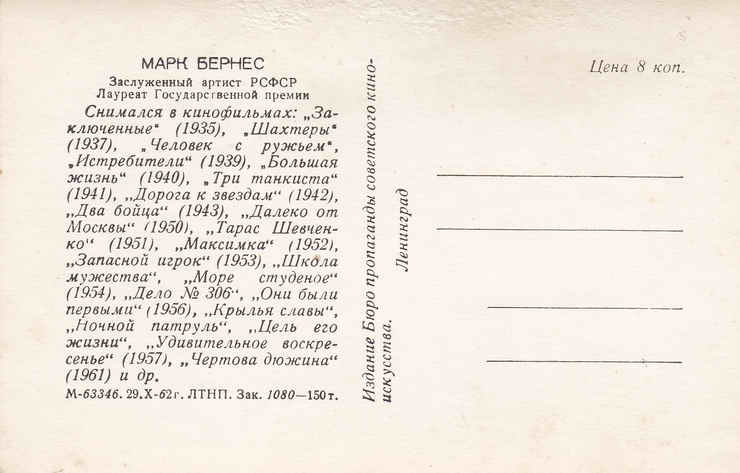 МАРК БЕРНЕС
Заслуженный артист РСФСР
Лауреат Государственной премии
Снимался в кинофильмах: „За-
ключенные“ (1935), „Шахтеры“
(1937), „Человек с ружьем“,
„Истребители“ (1939), „Большая
жизнь“ (1940), „Три танкиста“
(1941), „Дорога к звездам“ (1942),
„Два бойца“ (1943), „Далеко от
Москвы“ (1950), „Тарас Шевчен-
ко“ (1951), „Максимка“ (1952),
„Запасной игрок“ (1953), „Школа
мужества“, „Море студеное“
(1954), „Дело № 306“, „Они были
первыми“ (1956), „Крылья славы“,
„Ночной патруль“, „Цель его
жизни“, „Удивительное воскре-
сенье“ (1957), „Чертова дюжина“
(1961) и др.
М-63346. 29.X-62г. ЛТНП. Зак. 1080—150 т.
Издание Бюро пропаганды советского кино-
искусства.
Ленинград
Цена 8 коп.